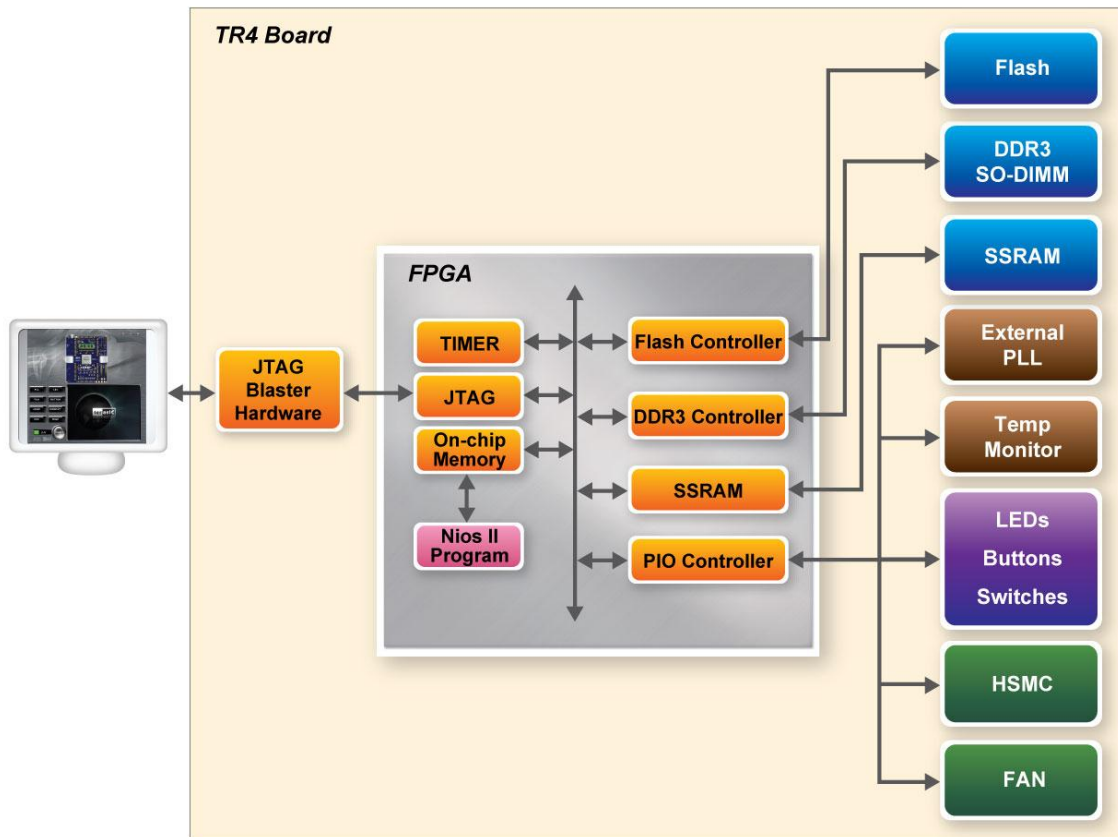 TR4 Board
Flash
DDR3
SO-DIMM
SSRAM
External
PLL
Temp
Monitor
LEDs
Buttons
Switches
HSMC
FAN
JTAG
Blaster
Hardware
FPGA
TIMER
JTAG
On-chip
Memory
Nios II
Program
Flash Controller
DDR3 Controller
SSRAM
PIO Controller